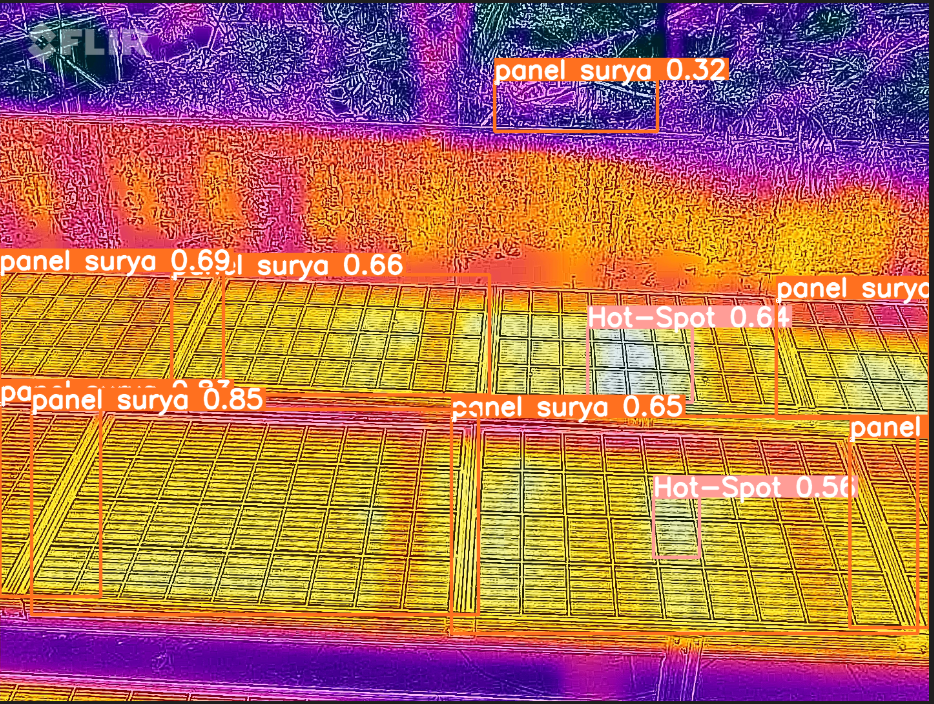 FLIR
panel surya 0.32
panel surya 0.69
surya 0.66
panel surya
Hot-Spot 0.64
panel surya 0.85
panel surya 0.65
panel
Hot-Spot 0.56